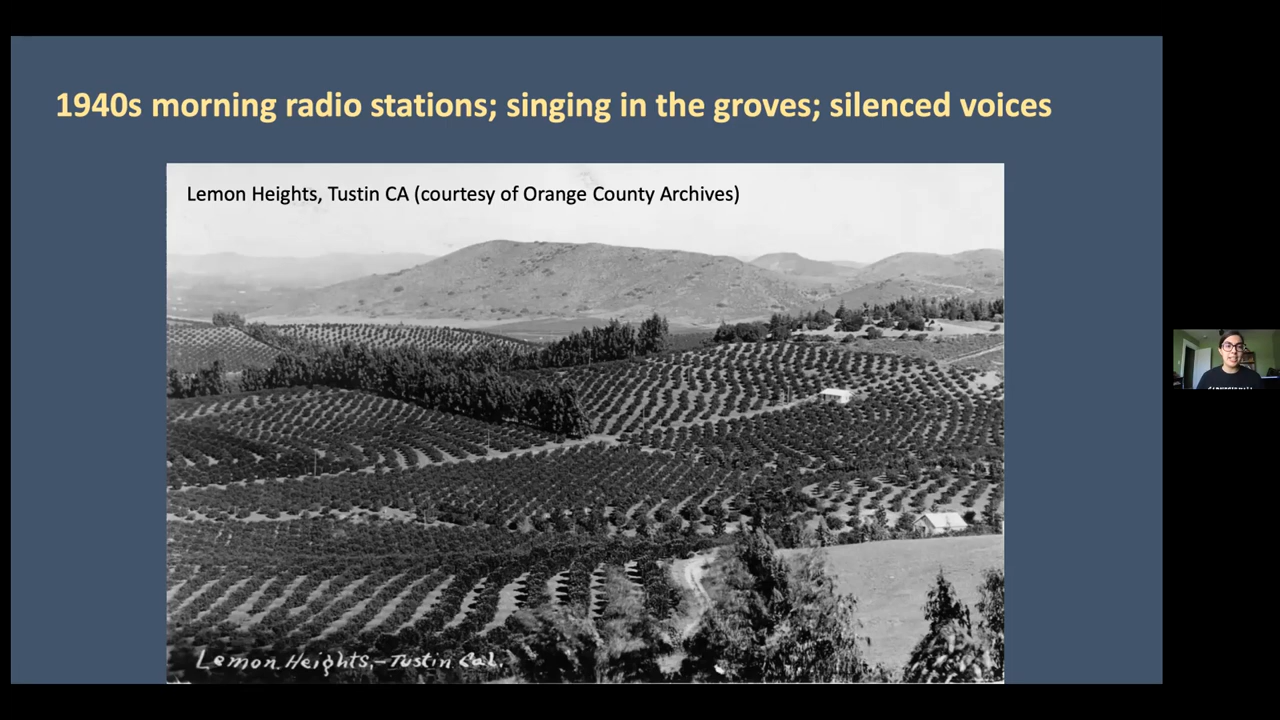 1940s morning radio stations; singing in the groves; silenced voices
Lemon Heights, Tustin CA (courtesy of Orange County Archives)
Lemon Heights,-Tustin Cal.